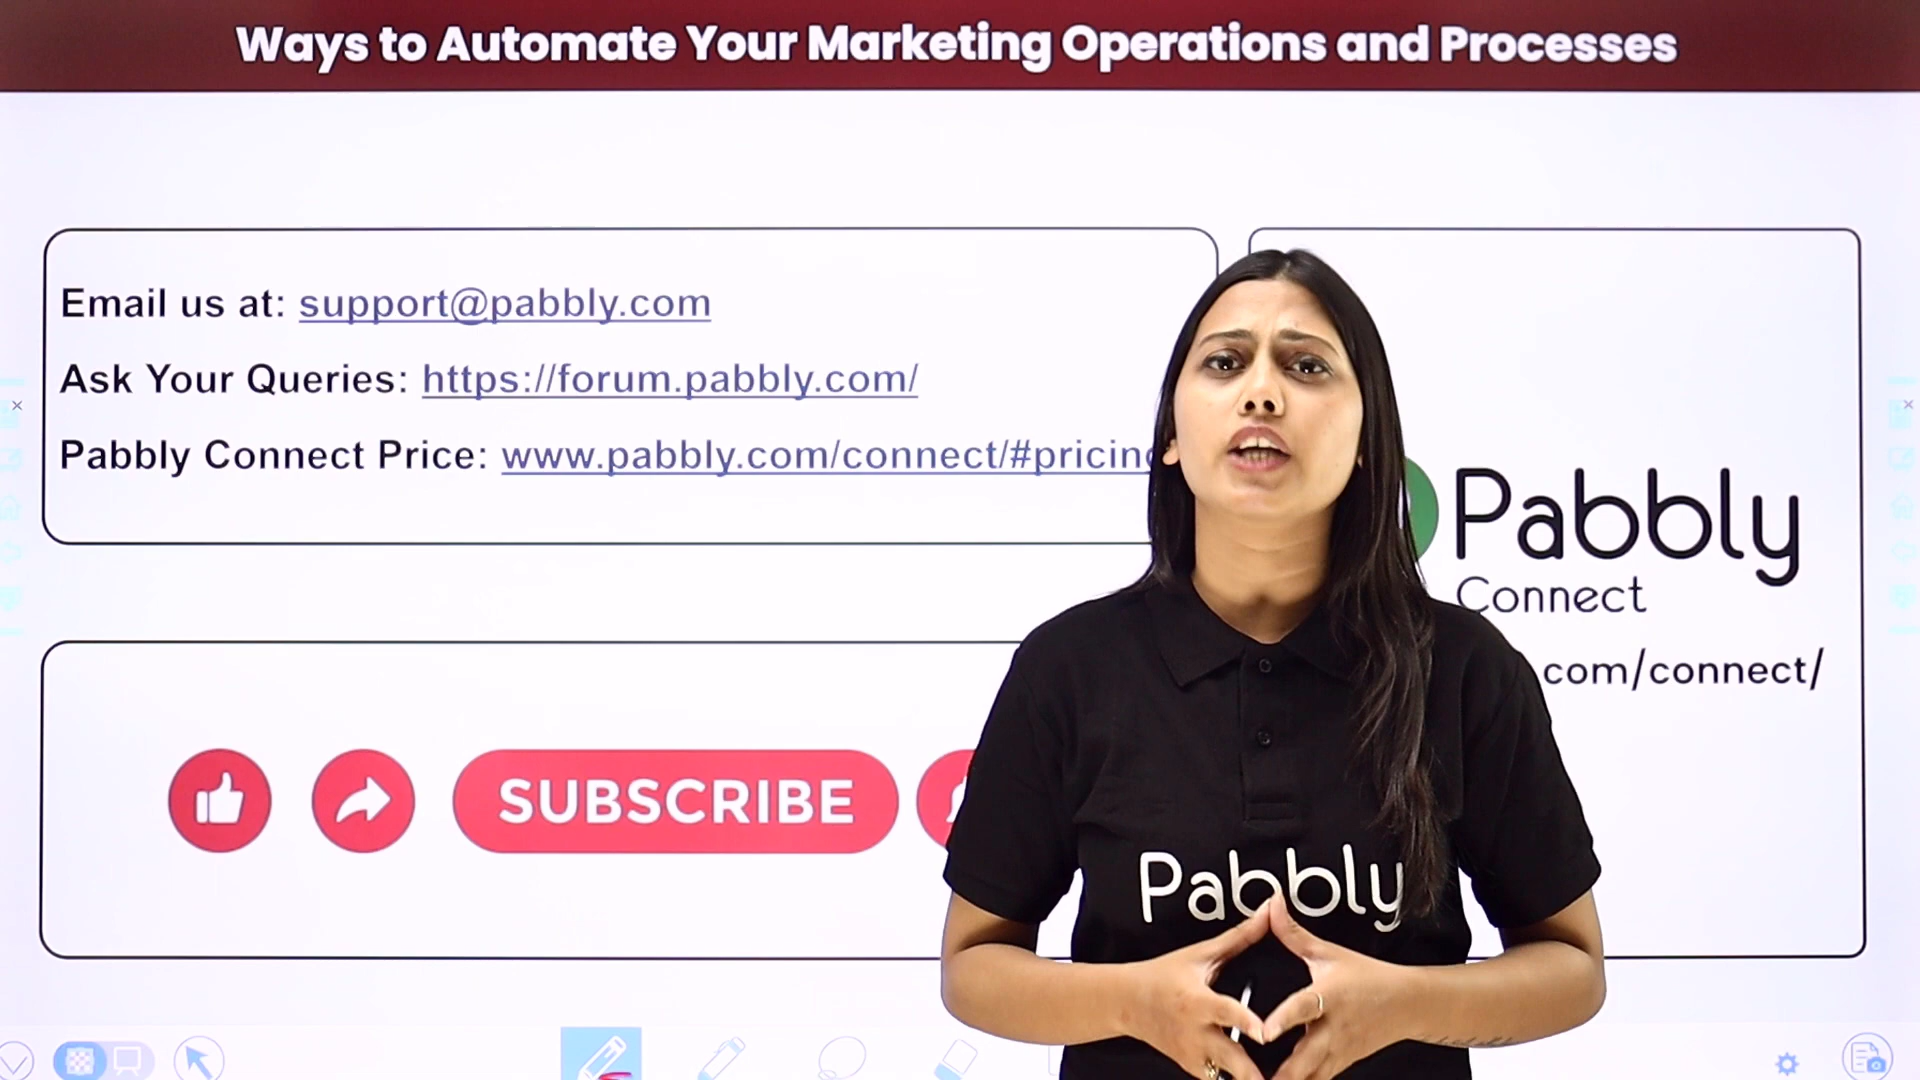 Ways to Automate Your Marketing Operations and Processes
Email us at: support@pabbly.com
Ask Your Queries: https://forum.pabbly.com/
Pabbly Connect Price: www.pabbly.com/connect/#pricing
Pabbly
Connect
.com/connect/
SUBSCRIBE
Pabbly